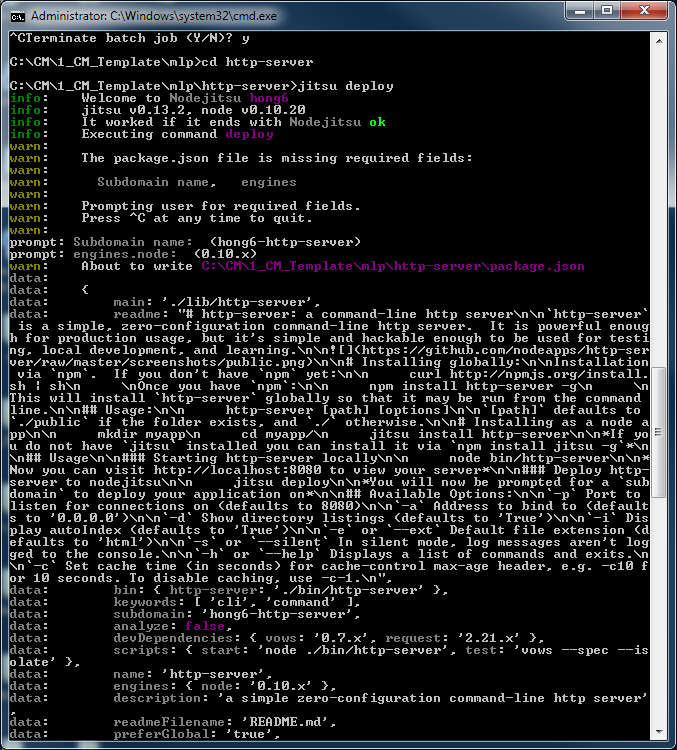 Administrator: C:\Windows\system32\cmd.exe
^CTerminate batch job (Y/N)? y
C:\CM\1_CM_Template\mlp>cd http-server
C:\CM\1_CM_Template\mlp\http-server>jitsu deploy
info:    Welcome to Nodejitsu hong6
info:    jitsu v0.13.2, node v0.10.20
info:    It worked if it ends with Nodejitsu ok
info:    Executing command deploy
warn:
warn:    The package.json file is missing required fields:
warn:
warn:      Subdomain name,   engines
warn:
warn:    Prompting user for required fields.
warn:    Press ^C at any time to quit.
warn:
prompt: Subdomain name:  (hong6-http-server)
prompt: engines.node:  (0.10.x)
warn:    About to write C:\CM\1_CM_Template\mlp\http-server\package.json
data:
data:    {
data:        main: './lib/http-server',
data:        readme: "# http-server: a command-line http server\n\n`http-server`
 is a simple, zero-configuration command-line http server.  It is powerful enoug
h for production usage, but it's simple and hackable enough to be used for testi
ng, local development, and learning.\n\n![](https://github.com/nodeapps/http-ser
ver/raw/master/screenshots/public.png)\n\n# Installing globally:\n\nInstallation
 via `npm`.  If you don't have `npm` yet:\n\n     curl http://npmjs.org/install.
sh | sh\n     \nOnce you have `npm`:\n\n     npm install http-server -g\n     \n
This will install `http-server` globally so that it may be run from the command
line.\n\n## Usage:\n\n     http-server [path] [options]\n\n`[path]` defaults to
`./public` if the folder exists, and `./` otherwise.\n\n# Installing as a node a
pp\n\n     mkdir myapp\n     cd myapp/\n     jitsu install http-server\n\n*If yo
u do not have `jitsu` installed you can install it via `npm install jitsu -g`*\n
\n## Usage\n\n### Starting http-server locally\n\n     node bin/http-server\n\n*
Now you can visit http://localhost:8080 to view your server*\n\n### Deploy http-
server to nodejitsu\n\n     jitsu deploy\n\n*You will now be prompted for a `sub
domain` to deploy your application on*\n\n## Available Options:\n\n`-p` Port to
listen for connections on (defaults to 8080)\n\n`-a` Address to bind to (default
s to '0.0.0.0')\n\n`-d` Show directory listings (defaults to 'True')\n\n`-i` Dis
play autoIndex (defaults to 'True')\n\n`-e` or `--ext` Default file extension (d
efaults to 'html')\n\n`-s` or `--silent` In silent mode, log messages aren't log
ged to the console.\n\n`-h` or `--help` Displays a list of commands and exits.\n
\n`-c` Set cache time (in seconds) for cache-control max-age header, e.g. -c10 f
or 10 seconds. To disable caching, use -c-1.\n",
data:        bin: { http-server: './bin/http-server' },
data:        keywords: [ 'cli', 'command' ],
data:        subdomain: 'hong6-http-server',
data:        analyze: false,
data:        devDependencies: { vows: '0.7.x', request: '2.21.x' },
data:        scripts: { start: 'node ./bin/http-server', test: 'vows --spec --is
olate' },
data:        name: 'http-server',
data:        engines: { node: '0.10.x' },
data:        description: 'a simple zero-configuration command-line http server'
,
data:        readmeFilename: 'README.md',
data:        preferGlobal: 'true',